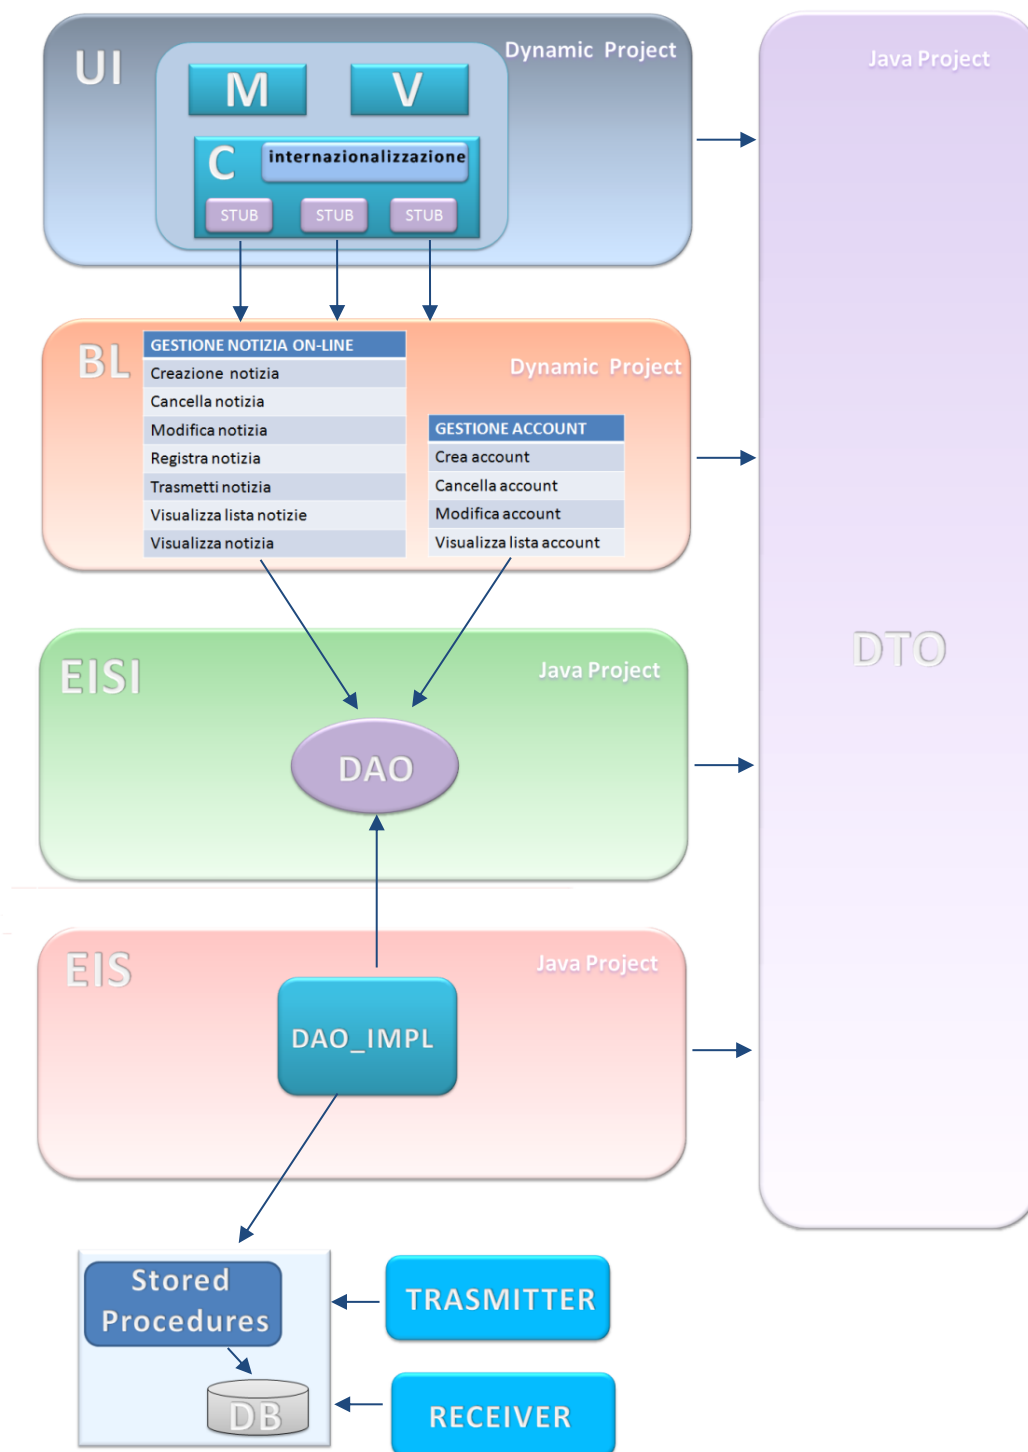 UI
Dynamic Project
M
V
C
internazionalizzazione
STUB
STUB
STUB
Java Project
DTO
BL
Dynamic Project
GESTIONE NOTIZIA ON-LINE
Creazione notizia
Cancella notizia
Modifica notizia
Registra notizia
Trasmetti notizia
Visualizza lista notizie
Visualizza notizia
GESTIONE ACCOUNT
Crea account
Cancella account
Modifica account
Visualizza lista account
EISI
Java Project
DAO
EIS
Java Project
DAO_IMPL
Stored
Procedures
DB
TRASMITTER
RECEIVER